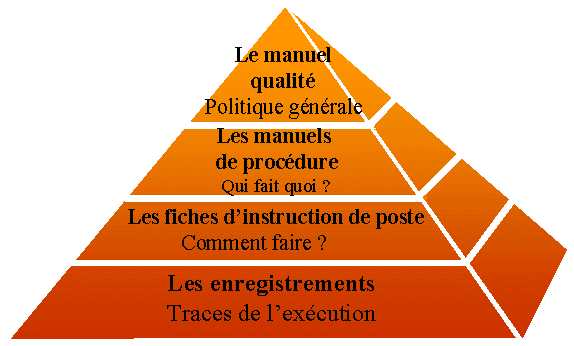 Le manuel
qualité
Politique générale
Les manuels
de procédure
Qui fait quoi ?
Les fiches d’instruction de poste
Comment faire ?
Les enregistrements
Traces de l’exécution